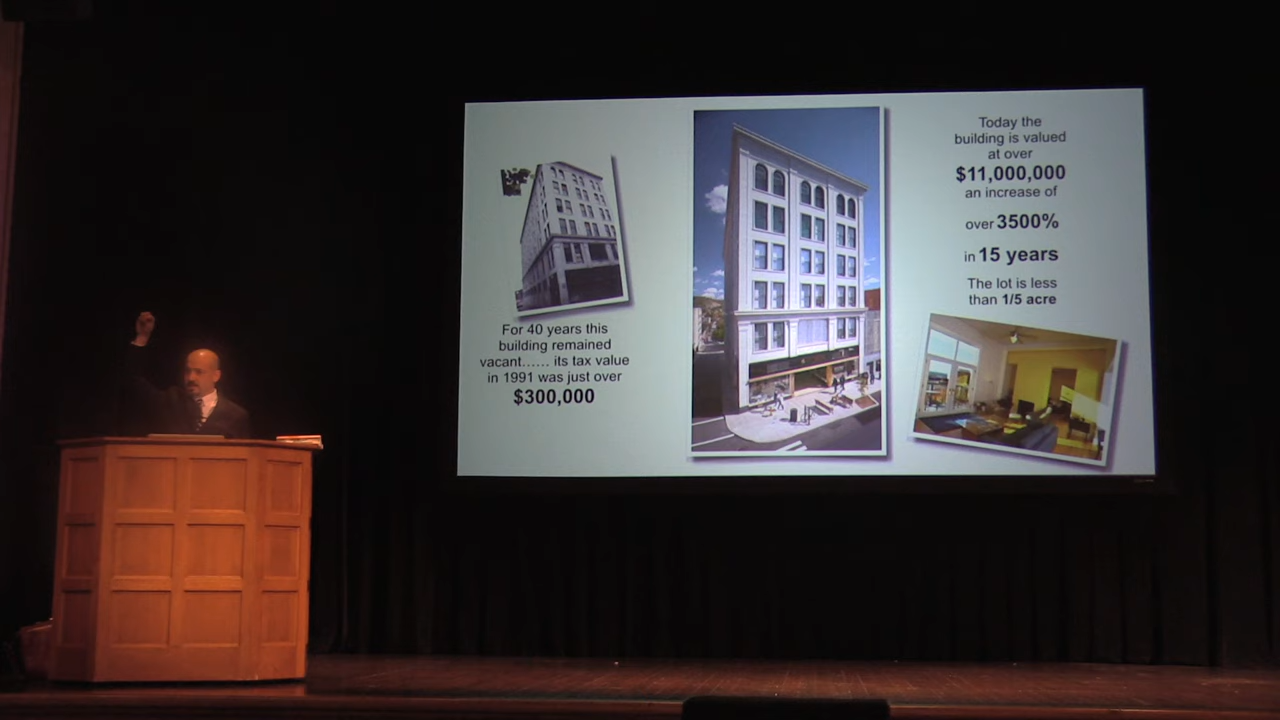 For 40 years this
building remained
vacant...... its tax value
in 1991 was just over
$300,000
Today the
building is valued
at over
$11,000,000
an increase of
over 3500%
in 15 years
The lot is less
than 1/5 acre